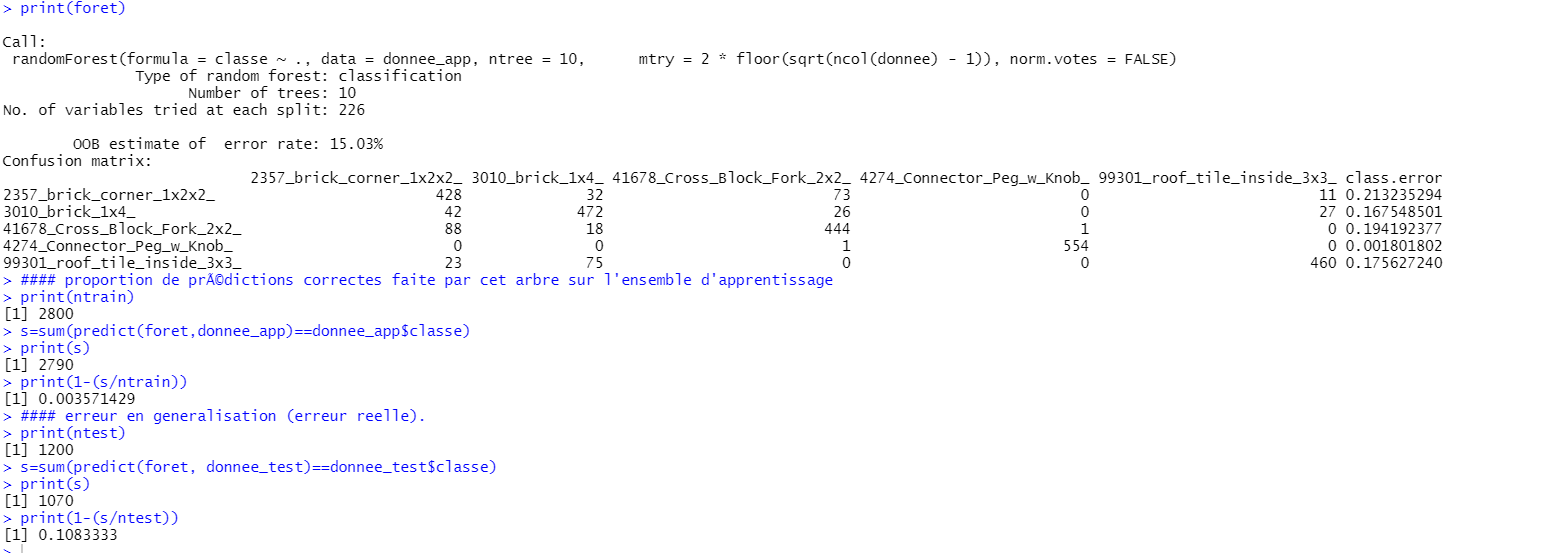 > print(foret)
Call:
randomForest(formula = classe ~ ., data = donnee_app, ntree = 10,      mtry = 2 * floor(sqrt(ncol(donnee) - 1)), norm.votes = FALSE)
Type of random forest: classification
Number of trees: 10
No. of variables tried at each split: 226
OOB estimate of  error rate: 15.03%
Confusion matrix:
2357_brick_corner_1x2x2_ 3010_brick_1x4_ 41678_Cross_Block_Fork_2x2_ 4274_Connector_Peg_w_Knob_ 99301_roof_tile_inside_3x3_ class.error
2357_brick_corner_1x2x2_ 428 32 73 0 11 0.213235294
3010_brick_1x4_ 42 472 26 0 27 0.167548501
41678_Cross_Block_Fork_2x2_ 88 18 444 1 0 0.194192377
4274_Connector_Peg_w_Knob_ 0 0 1 554 0 0.001801802
99301_roof_tile_inside_3x3_ 23 75 0 0 460 0.175627240
> #### proportion de prÃ©dictions correctes faite par cet arbre sur l'ensemble d'apprentissage
> print(ntrain)
[1] 2800
> s=sum(predict(foret,donnee_app)==donnee_app$classe)
> print(s)
[1] 2790
> print(1-(s/ntrain))
[1] 0.003571429
> #### erreur en generalisation (erreur reelle).
> print(ntest)
[1] 1200
> s=sum(predict(foret, donnee_test)==donnee_test$classe)
> print(s)
[1] 1070
> print(1-(s/ntest))
[1] 0.1083333
>